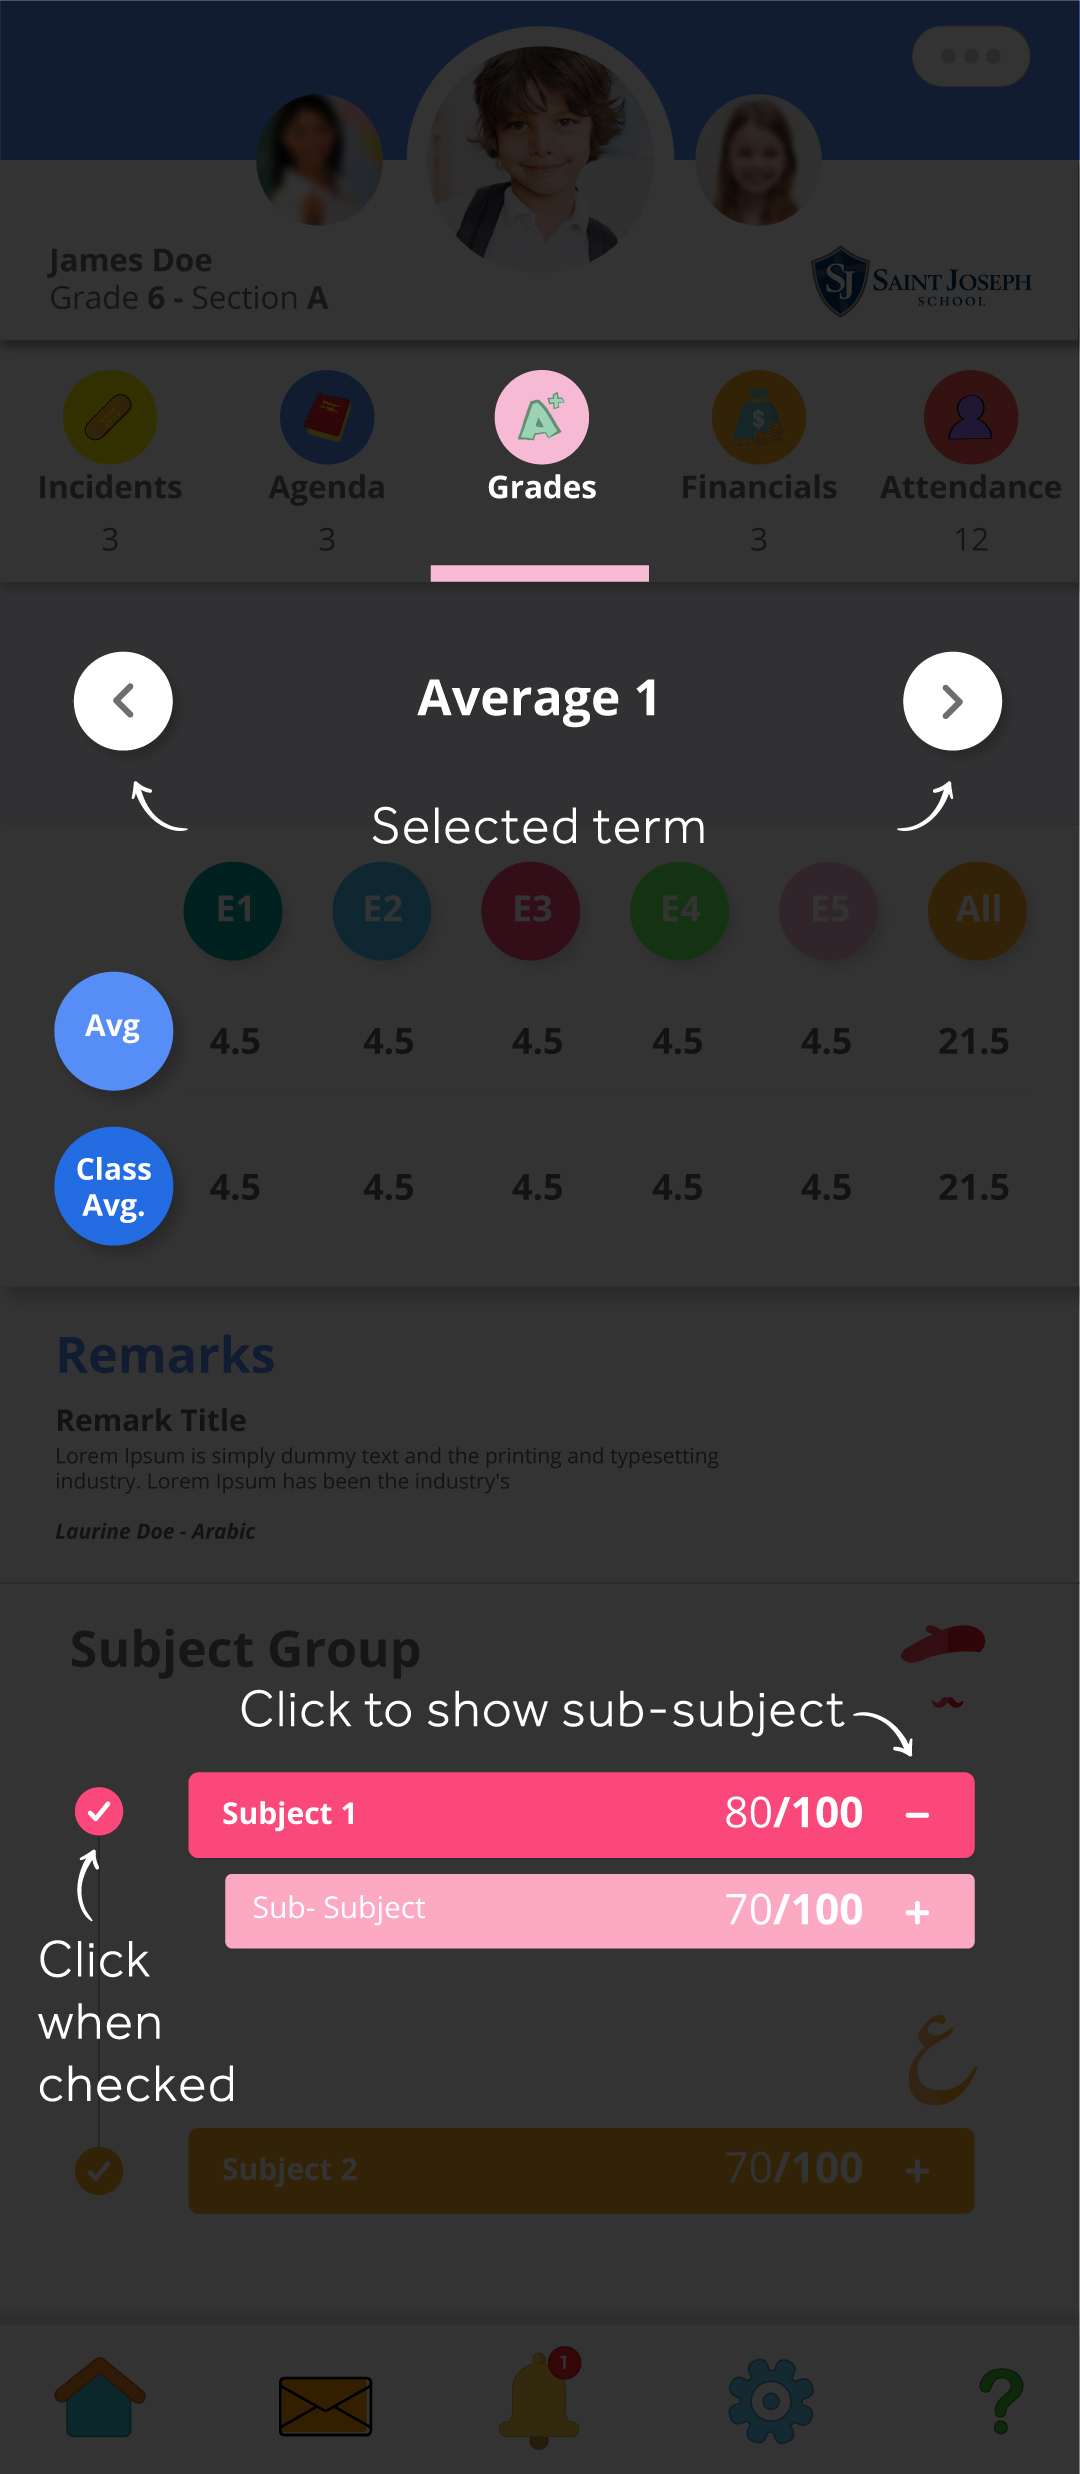 James Doe
Grade 6 - Section A
SJ SAINT JOSEPH
SCHOOL
A+
$
Incidents Agenda Grades Financials Attendance
3 3 3 12
Average 1
Selected term
E1 E2 E3 E4 E5 All
Avg 4.5 4.5 4.5 4.5 4.5 21.5
Class
Avg.
4.5 4.5 4.5 4.5 4.5 21.5
Remarks
Remark Title
Lorem Ipsum is simply dummy text and the printing and typesetting
industry. Lorem Ipsum has been the industry's
Laurine Doe - Arabic
Subject Group
Click to show sub-subject
Subject 1 80/100 −
Sub- Subject 70/100 +
Click
when
checked
ع
Subject 2 70/100 +
1
?